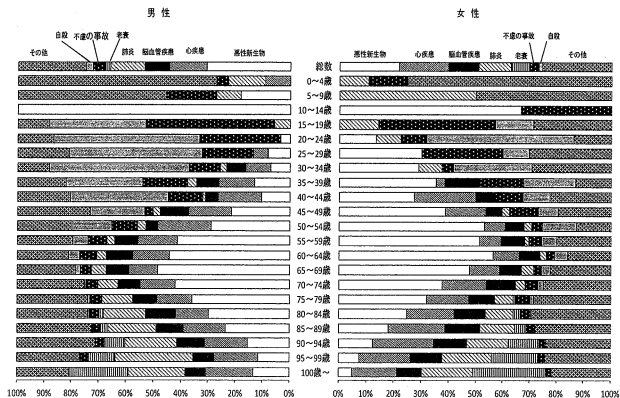 男 性
女 性
自殺 不慮の事故 老衰
その他 肺炎 脳血管疾患 心疾患 悪性新生物
不慮の事故 自殺
悪性新生物 心疾患 脳血管疾患 肺炎 老衰 その他
総数
0～4歳
5～9歳
10～14歳
15～19歳
20～24歳
25～29歳
30～34歳
35～39歳
40～44歳
45～49歳
50～54歳
55～59歳
60～64歳
65～69歳
70～74歳
75～79歳
80～84歳
85～89歳
90～94歳
95～99歳
100歳～
100% 90% 80% 70% 60% 50% 40% 30% 20% 10% 0%
0% 10% 20% 30% 40% 50% 60% 70% 80% 90% 100%